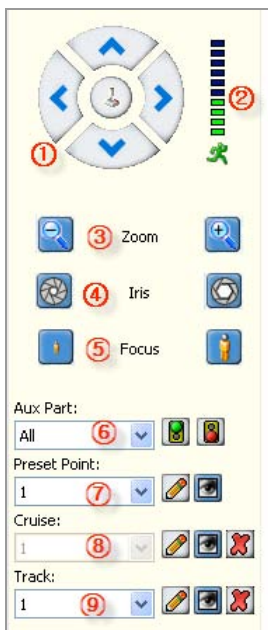 ①
②
③ Zoom
④ Iris
⑤ Focus
Aux Part:
All ⑥
Preset Point:
1 ⑦
Cruise:
1 ⑧
Track:
1 ⑨